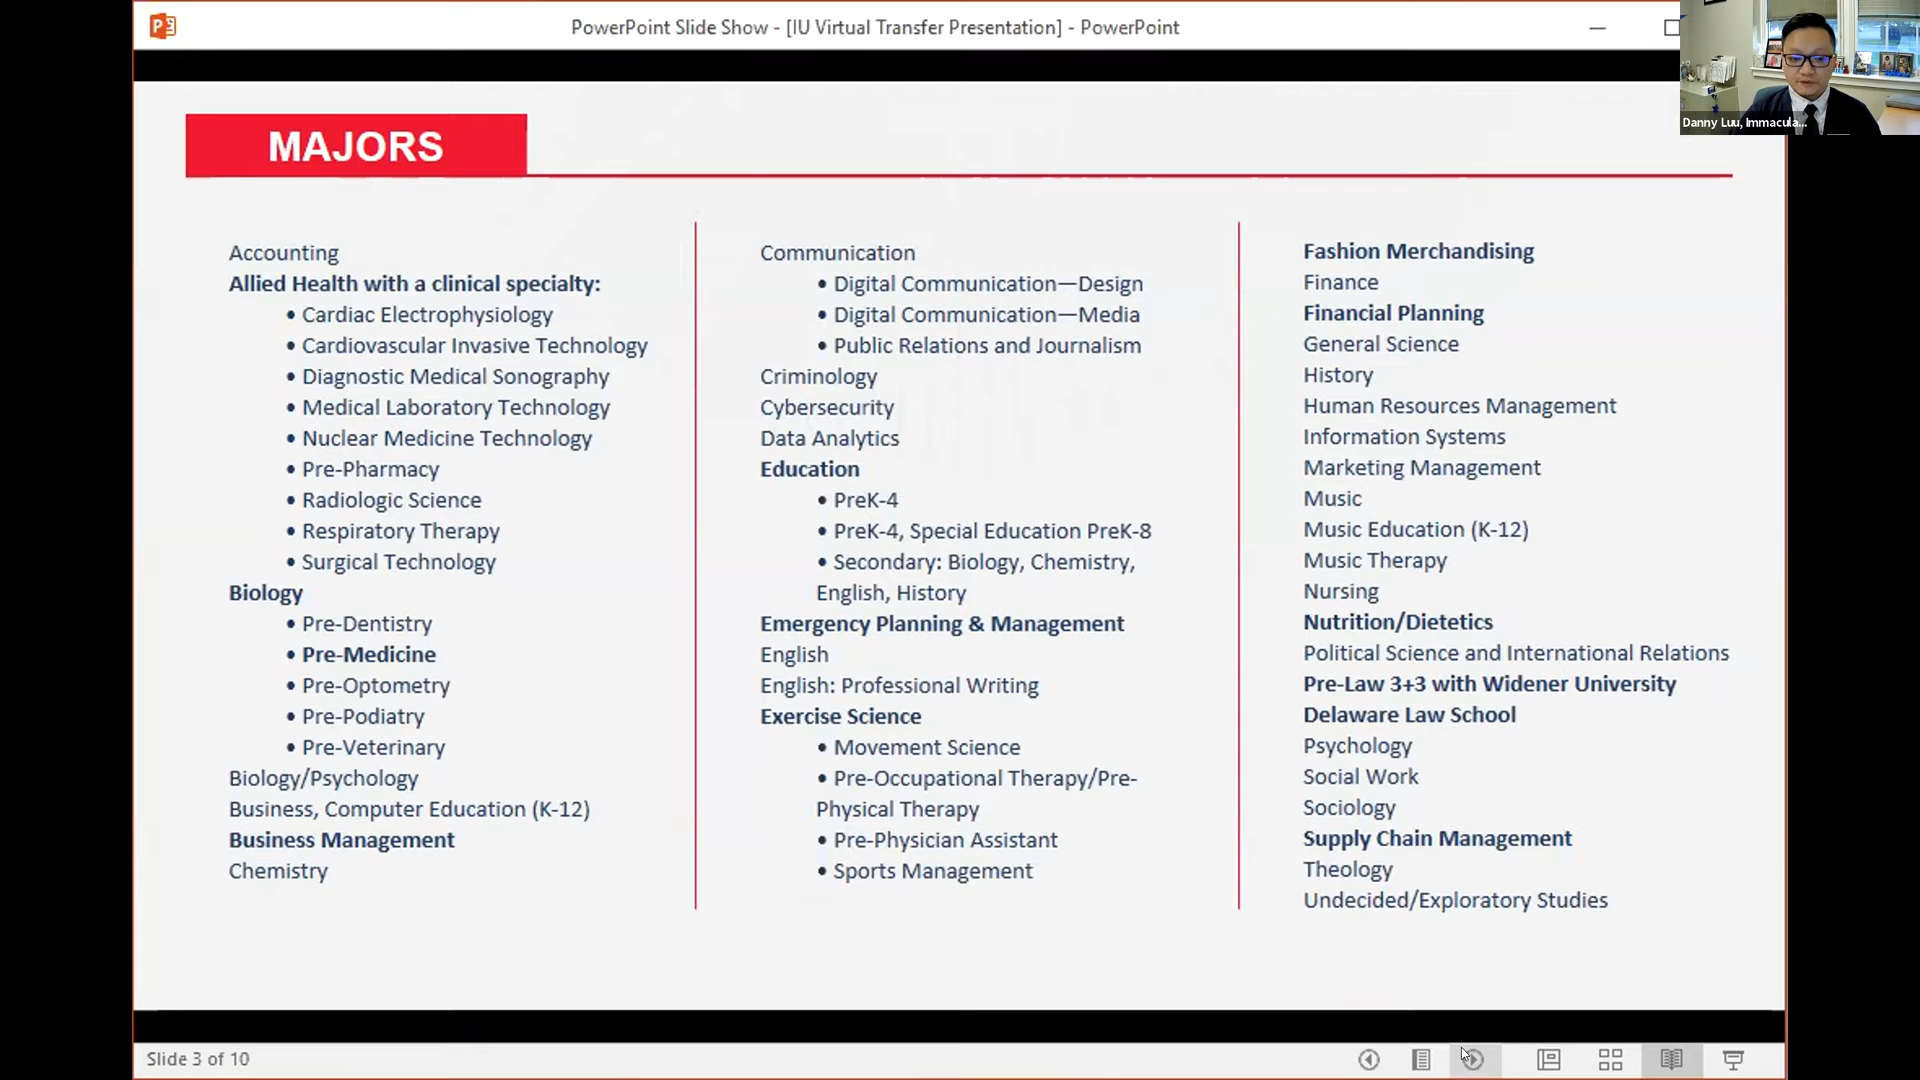 PowerPoint Slide Show - [IU Virtual Transfer Presentation] - PowerPoint
Danny Luu, Immacula...
MAJORS
Accounting
Allied Health with a clinical specialty:
• Cardiac Electrophysiology
• Cardiovascular Invasive Technology
• Diagnostic Medical Sonography
• Medical Laboratory Technology
• Nuclear Medicine Technology
• Pre-Pharmacy
• Radiologic Science
• Respiratory Therapy
• Surgical Technology
Biology
• Pre-Dentistry
• Pre-Medicine
• Pre-Optometry
• Pre-Podiatry
• Pre-Veterinary
Biology/Psychology
Business, Computer Education (K-12)
Business Management
Chemistry
Communication
• Digital Communication—Design
• Digital Communication—Media
• Public Relations and Journalism
Criminology
Cybersecurity
Data Analytics
Education
• PreK-4
• PreK-4, Special Education PreK-8
• Secondary: Biology, Chemistry,
English, History
Emergency Planning & Management
English
English: Professional Writing
Exercise Science
• Movement Science
• Pre-Occupational Therapy/Pre-
Physical Therapy
• Pre-Physician Assistant
• Sports Management
Fashion Merchandising
Finance
Financial Planning
General Science
History
Human Resources Management
Information Systems
Marketing Management
Music
Music Education (K-12)
Music Therapy
Nursing
Nutrition/Dietetics
Political Science and International Relations
Pre-Law 3+3 with Widener University
Delaware Law School
Psychology
Social Work
Sociology
Supply Chain Management
Theology
Undecided/Exploratory Studies
Slide 3 of 10